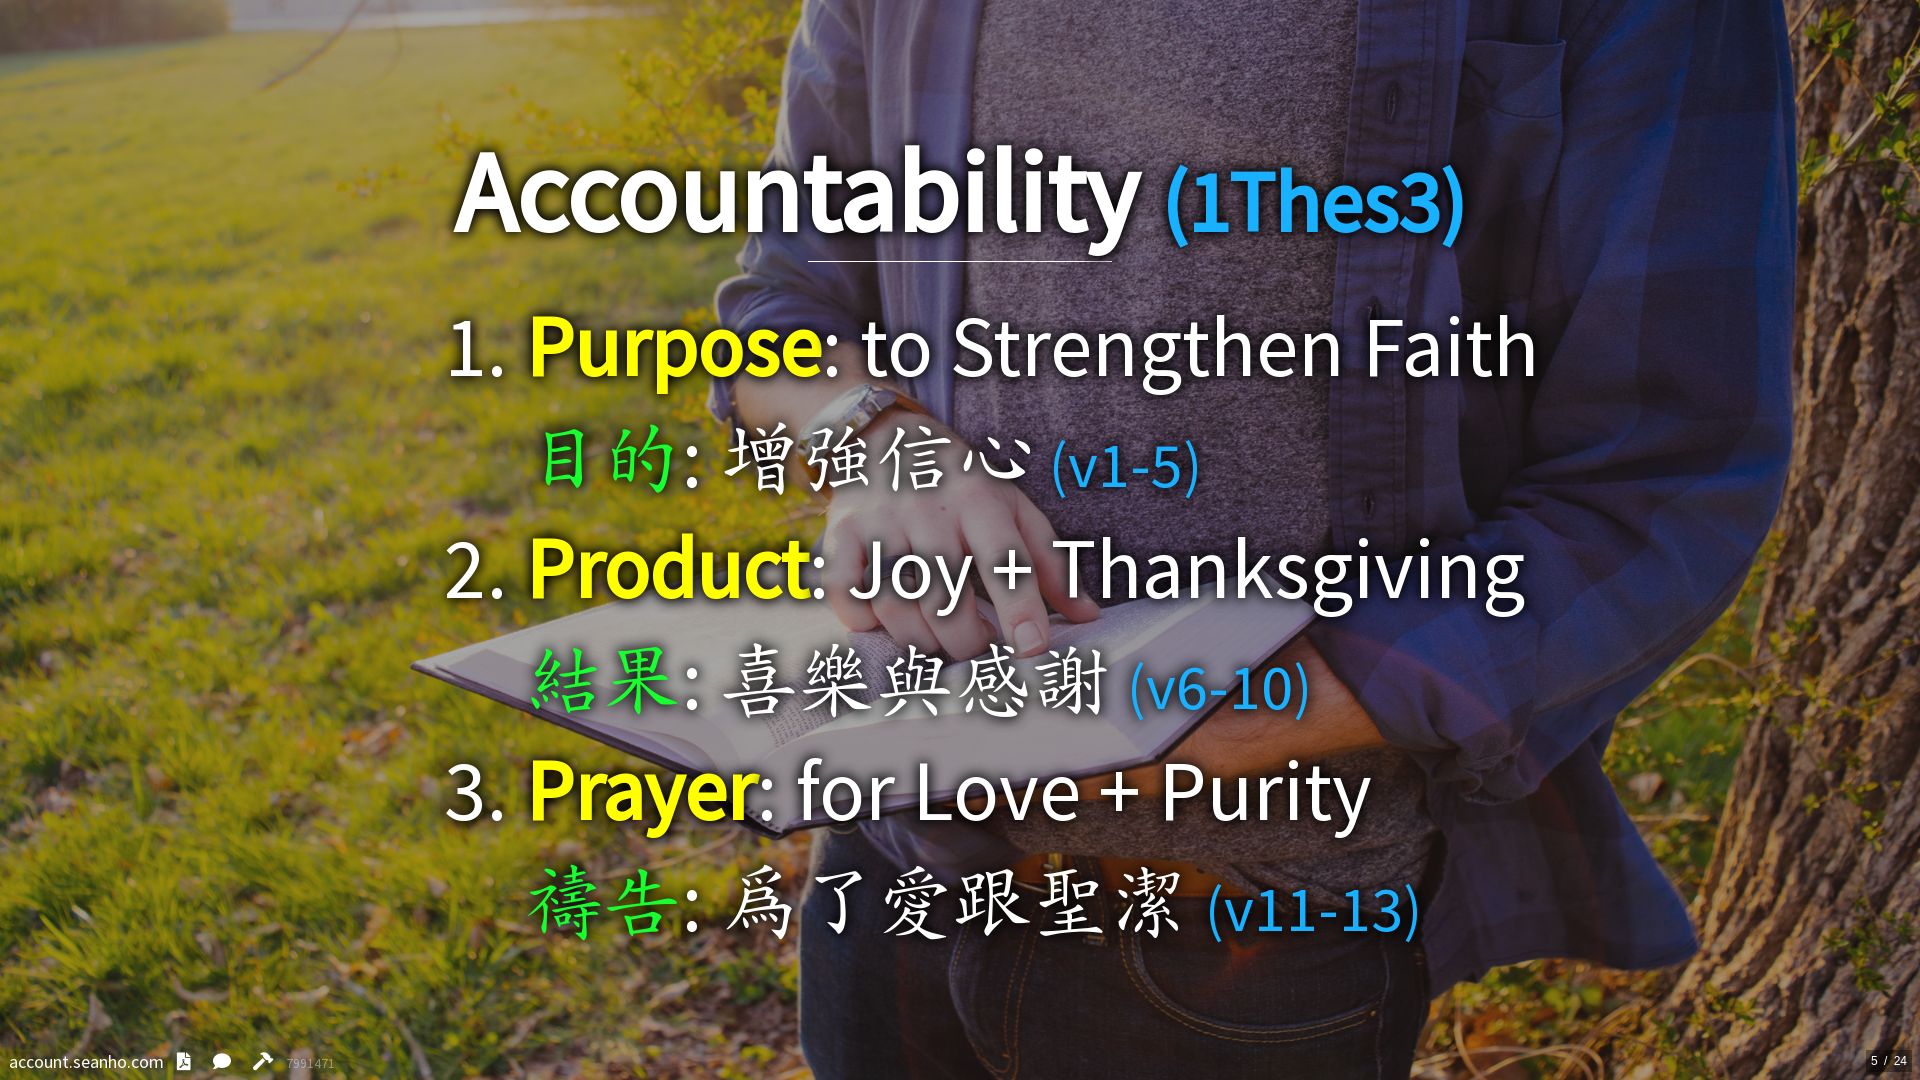 Accountability (1Thes3)
1. Purpose: to Strengthen Faith
目的: 增強信心 (v1-5)
2. Product: Joy + Thanksgiving
結果: 喜樂與感謝 (v6-10)
3. Prayer: for Love + Purity
禱告: 爲了愛跟聖潔 (v11-13)
account.seanho.com 7991471
5 / 24